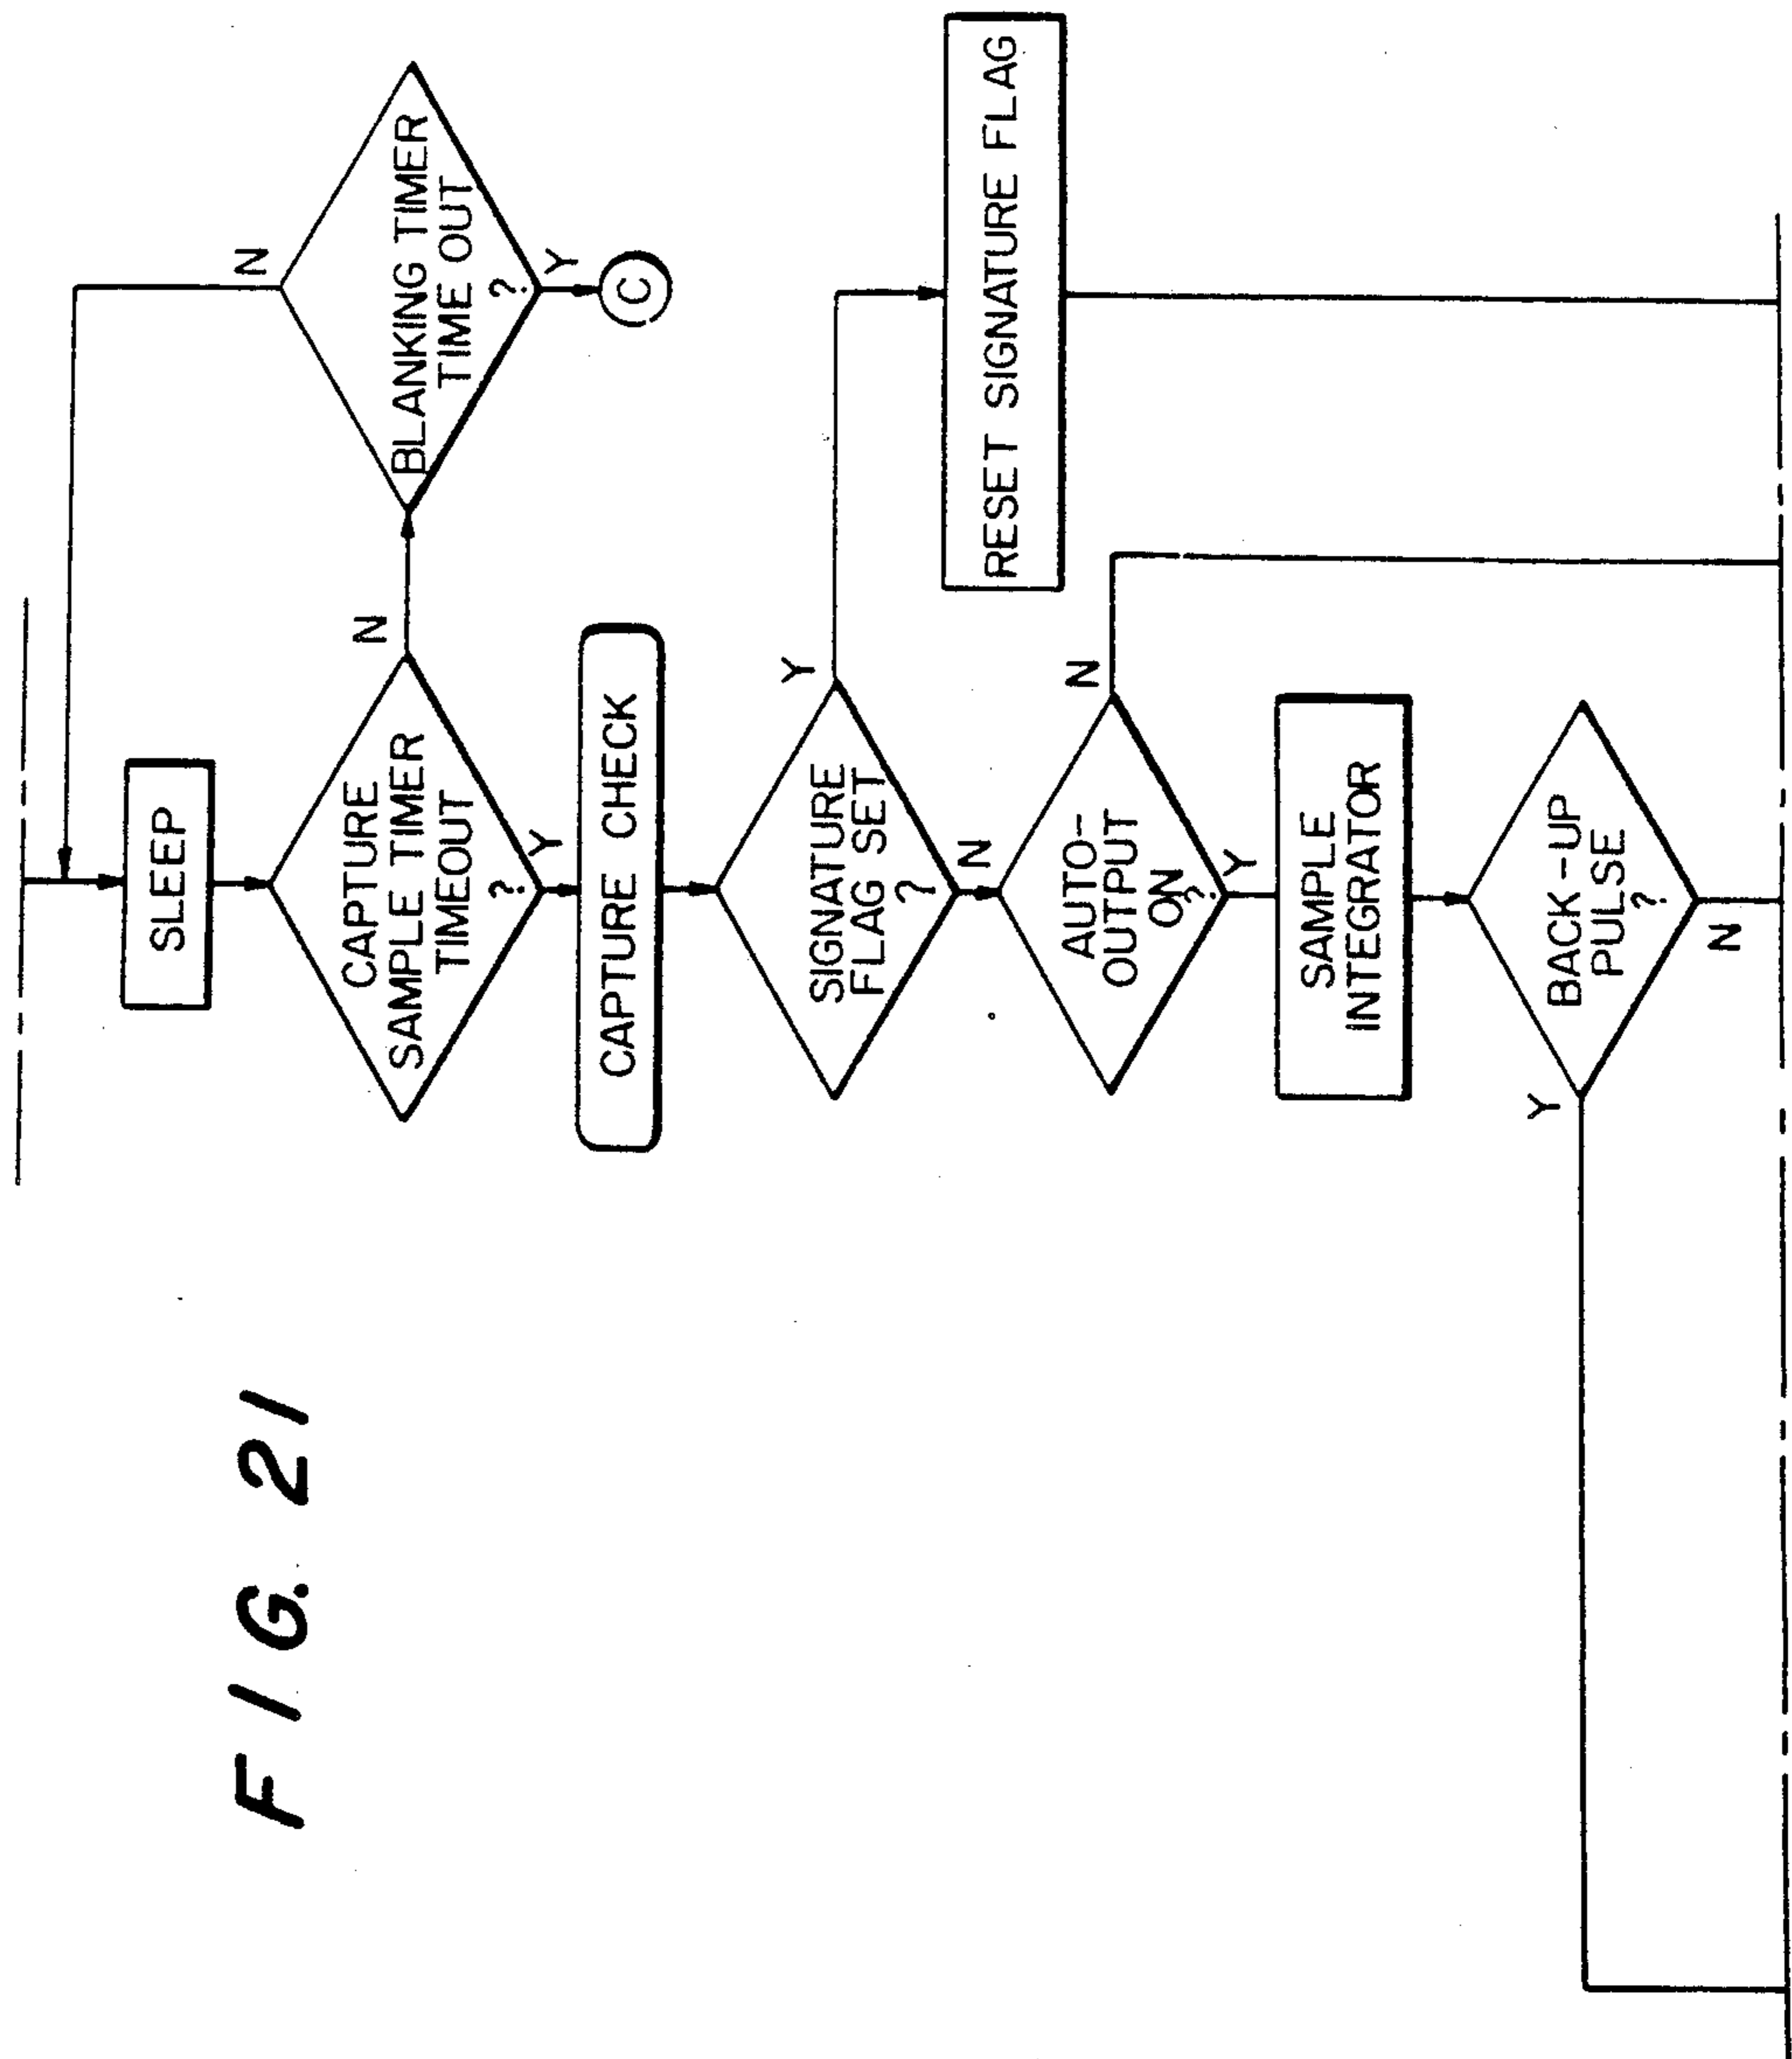 FIG. 21
SLEEP
CAPTURE
SAMPLE TIMER
TIMEOUT
?
N
Y
BLANKING TIMER
TIME OUT
?
N
Y
C
CAPTURE CHECK
SIGNATURE
FLAG SET
?
Y
N
RESET SIGNATURE FLAG
AUTO-
OUTPUT
ON
?
N
Y
SAMPLE
INTEGRATOR
BACK-UP
PULSE
?
Y
N